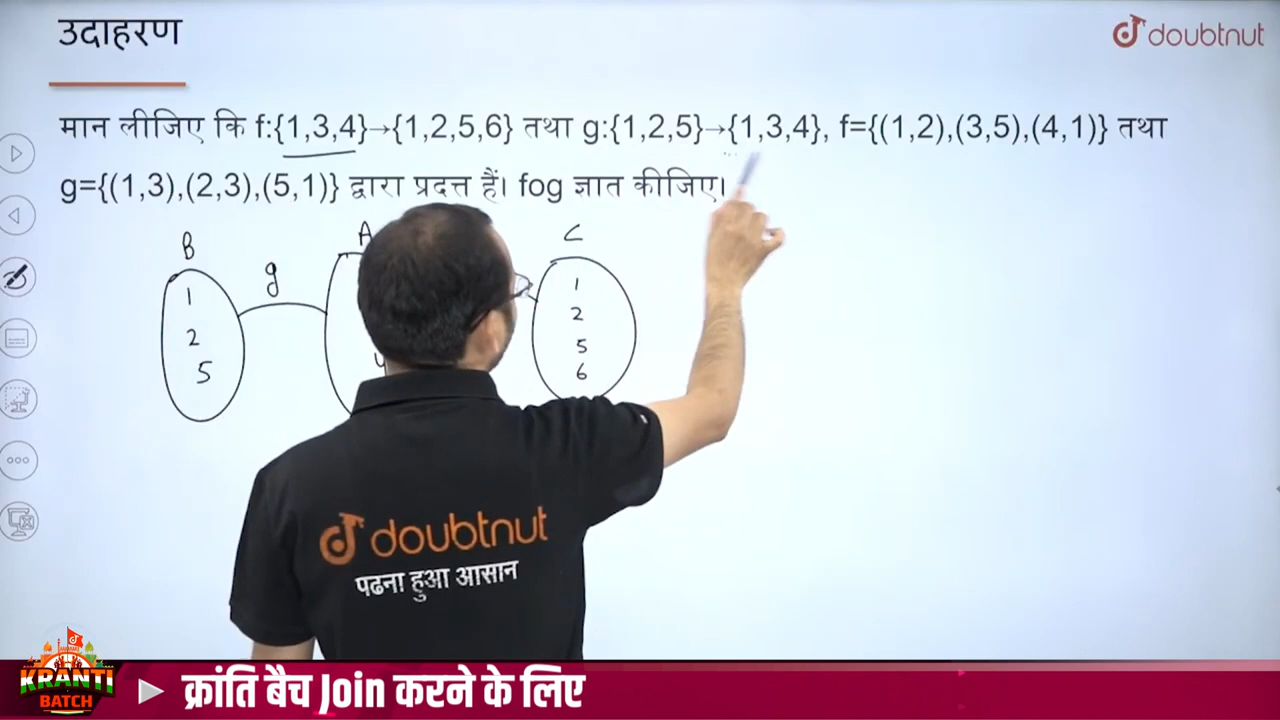 उदाहरण
doubtnut
मान लीजिए कि f:{1,3,4}→{1,2,5,6} तथा g:{1,2,5}→{1,3,4}, f={(1,2),(3,5),(4,1)} तथा
g={(1,3),(2,3),(5,1)} द्वारा प्रदत्त हैं। fog ज्ञात कीजिए।
B g A C
1 1
2 2
5 5
4 6
doubtnut
पढना हुआ आसान
KRANTI
BATCH
क्रांति बैच Join करने के लिए